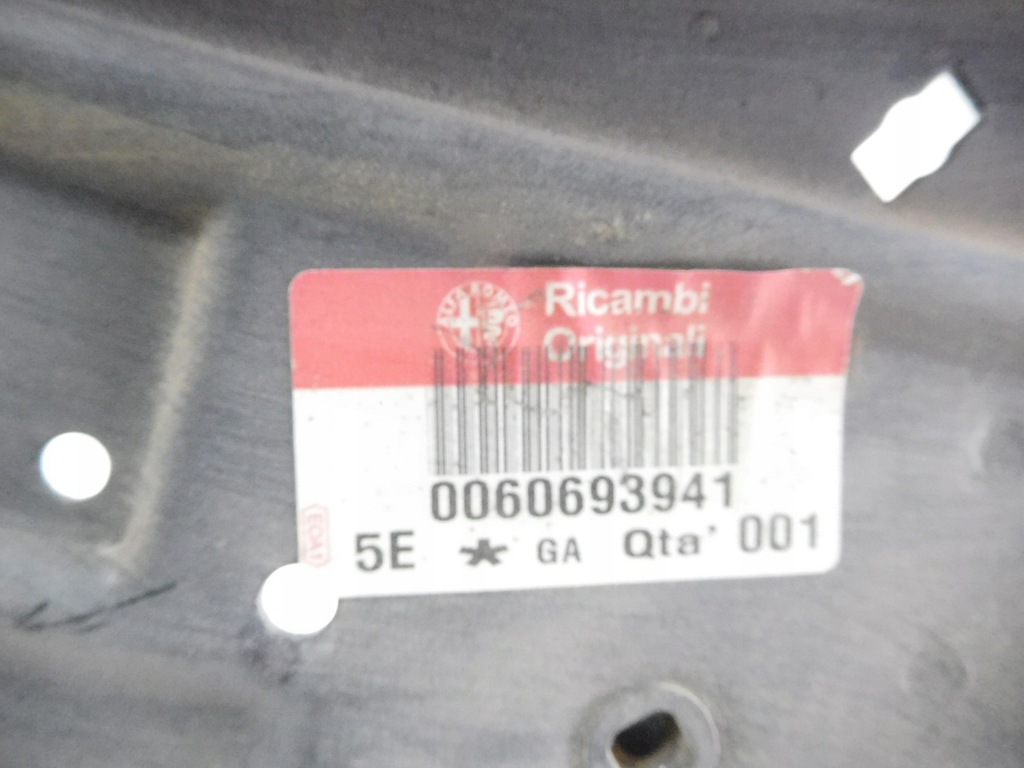 Ricambi
Originali
0060693941
5E * GA Qta' 001